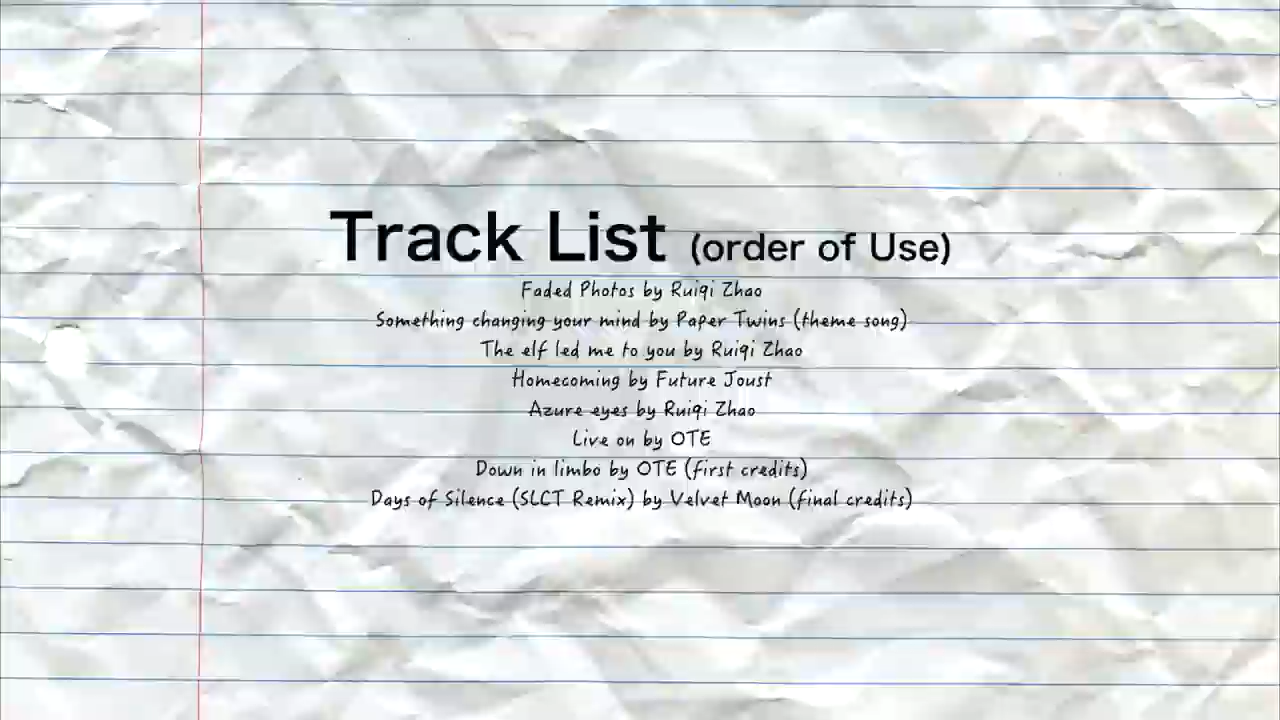 Track List (order of Use)
Faded Photos by Ruiqi Zhao
Something changing your mind by Paper Twins (theme song)
The elf led me to you by Ruiqi Zhao
Homecoming by Future Joust
Azure eyes by Ruiqi Zhao
Live on by OTE
Down in limbo by OTE (first credits)
Days of Silence (SLCT Remix) by Velvet Moon (final credits)